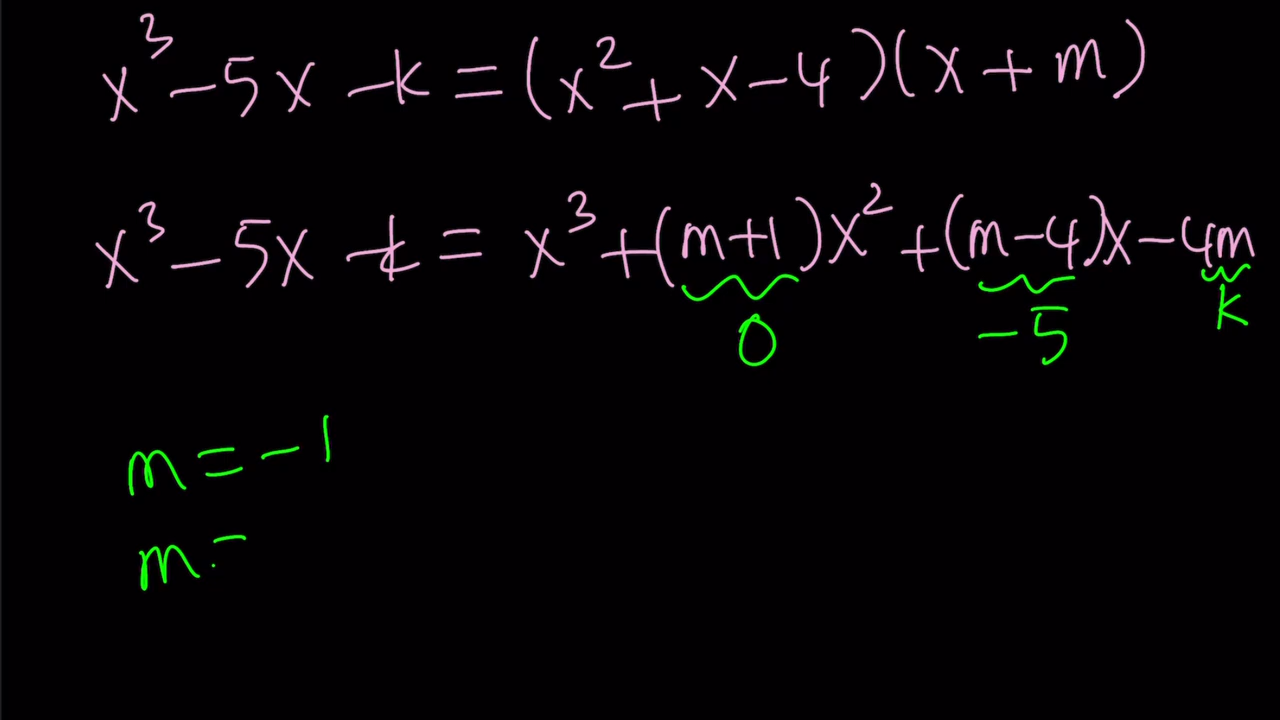 x³ - 5x - k = (x² + x - 4)(x + m)
x³ - 5x - k = x³ + (m+1)x² + (m-4)x - 4m
0 -5 k
m = -1
m =